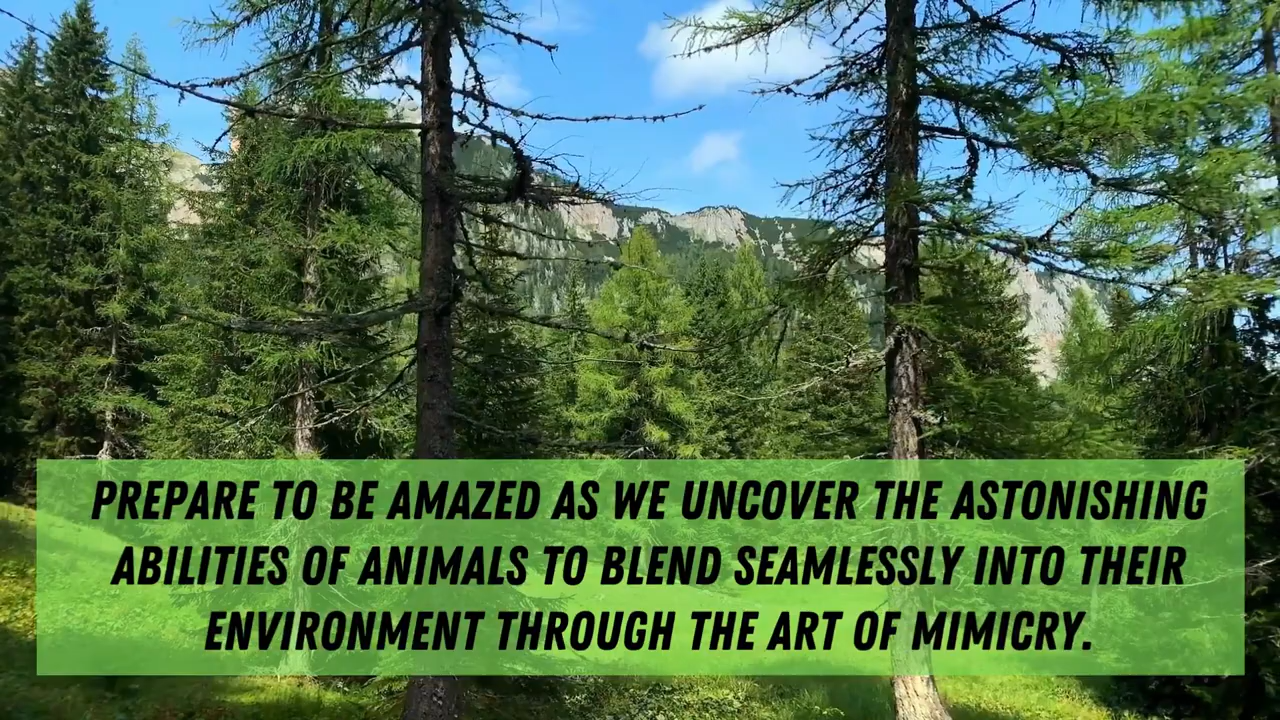 PREPARE TO BE AMAZED AS WE UNCOVER THE ASTONISHING
ABILITIES OF ANIMALS TO BLEND SEAMLESSLY INTO THEIR
ENVIRONMENT THROUGH THE ART OF MIMICRY.